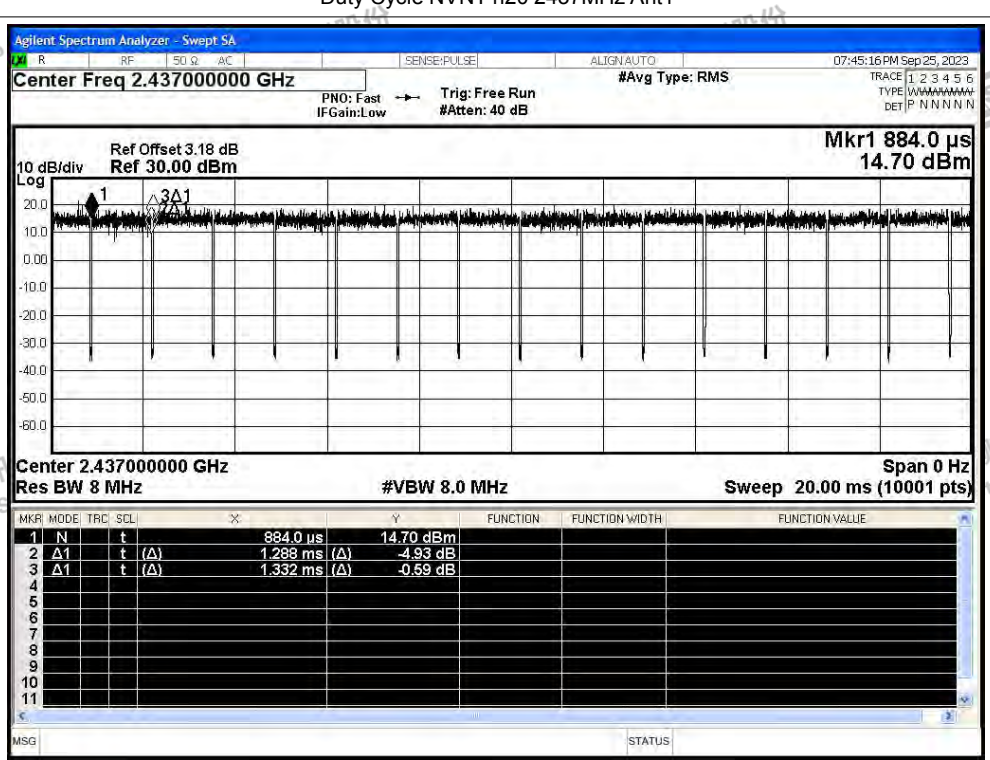 Duty Cycle NVNT n20 2437MHz Ant1
Agilent Spectrum Analyzer - Swept SA
R RF 50 Ω AC SENSE:PULSE ALIGNAUTO 07:45:16 PM Sep 25, 2023
Center Freq 2.437000000 GHz #Avg Type: RMS TRACE 1 2 3 4 5 6
PNO: Fast Trig: Free Run TYPE
IFGain:Low #Atten: 40 dB DET P N N N N N
Mkr1 884.0 µs
14.70 dBm
Ref Offset 3.18 dB
10 dB/div Ref 30.00 dBm
Log
1 3Δ1
20.0
10.0
0.00
-10.0
-20.0
-30.0
-40.0
-50.0
-60.0
Center 2.437000000 GHz Span 0 Hz
Res BW 8 MHz #VBW 8.0 MHz Sweep 20.00 ms (10001 pts)
MKR MODE TRC SCL X Y FUNCTION FUNCTION WIDTH FUNCTION VALUE
1 N t 884.0 µs 14.70 dBm
2 Δ1 t (Δ) 1.288 ms (Δ) -4.93 dB
3 Δ1 t (Δ) 1.332 ms (Δ) -0.59 dB
4
5
6
7
8
9
10
11
MSG STATUS